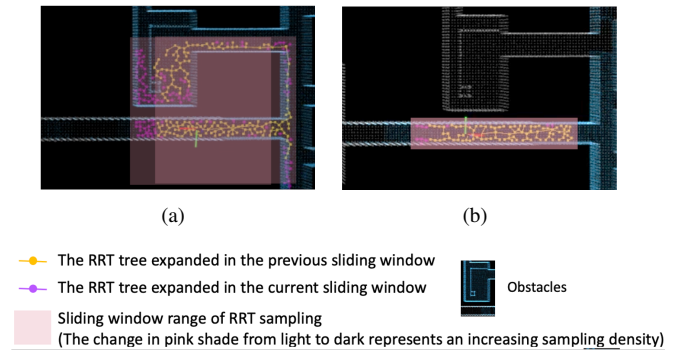 (a)
(b)
The RRT tree expanded in the previous sliding window
The RRT tree expanded in the current sliding window
Obstacles
Sliding window range of RRT sampling
(The change in pink shade from light to dark represents an increasing sampling density)